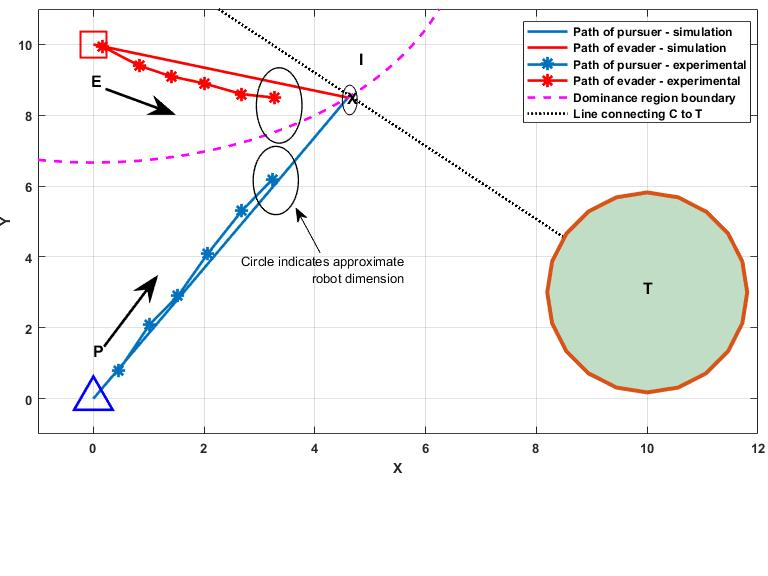 Path of pursuer - simulation
Path of evader - simulation
Path of pursuer - experimental
Path of evader - experimental
Dominance region boundary
Line connecting C to T
I
E
X
T
P
Circle indicates approximate
robot dimension
10
8
6
4
2
0
Y
0 2 4 6 8 10 12
X